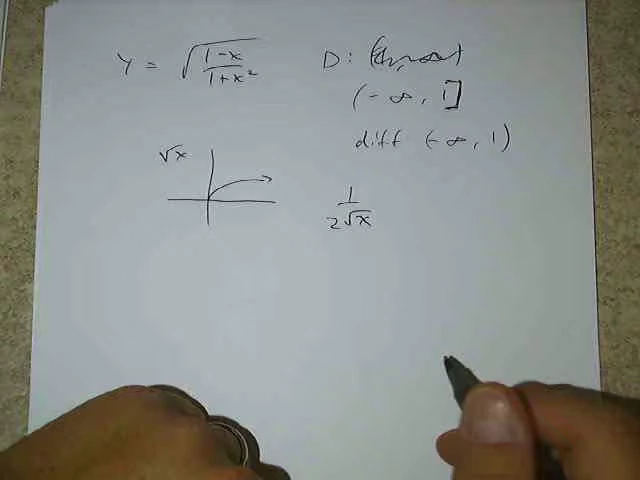 y = √((1-x)/(1+x²)) D:
(-∞, 1]
diff (-∞, 1)
√x
1/(2√x)